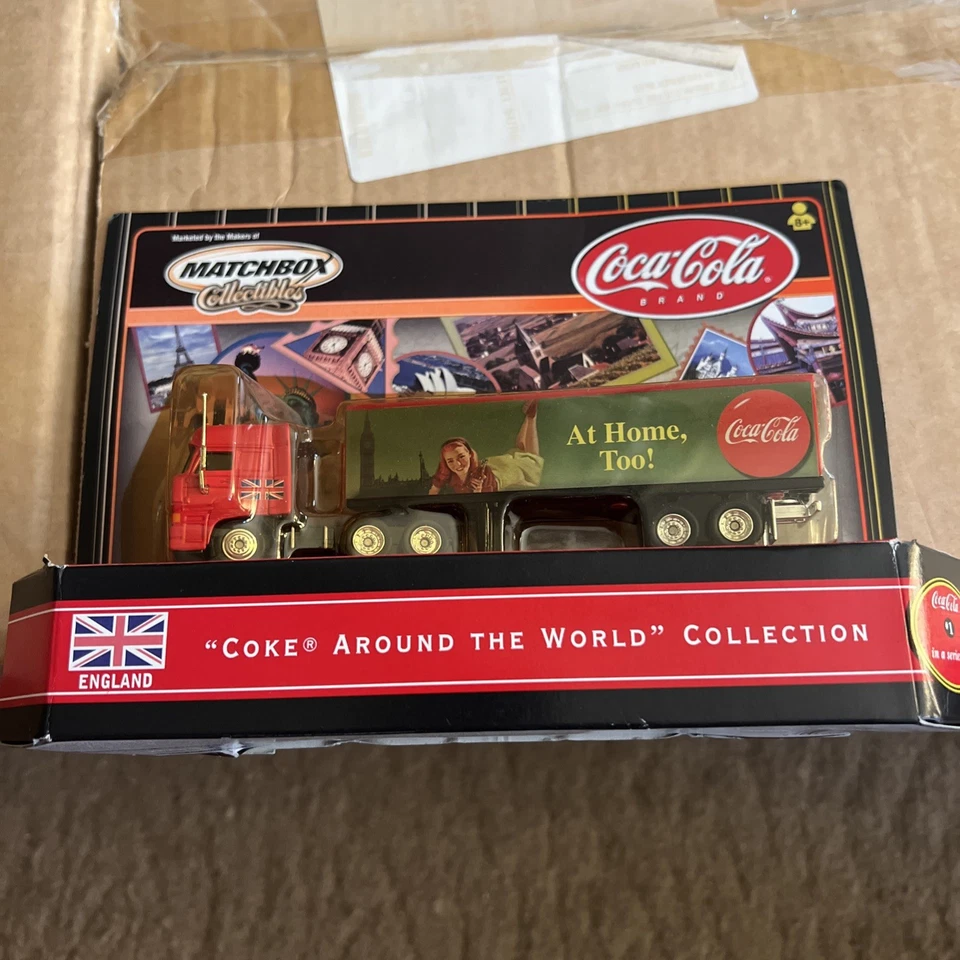 Marketed by the Makers of
MATCHBOX
Collectibles
Coca-Cola
BRAND
8+
At Home,
Too!
Coca-Cola
ENGLAND
"COKE® AROUND THE WORLD" COLLECTION
Coca-Cola
#1
in a serie